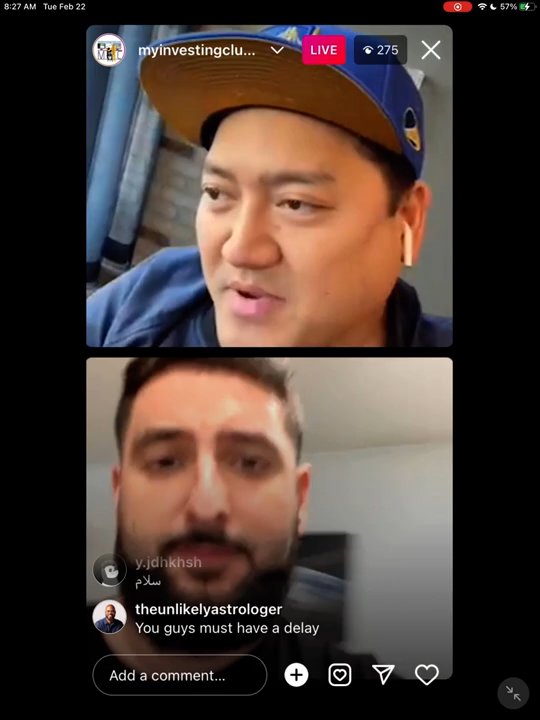 8:27 AM Tue Feb 22
57%
myinvestingclu...
LIVE
275
y.jdhkhsh
سلام
theunlikelyastrologer
You guys must have a delay
Add a comment...